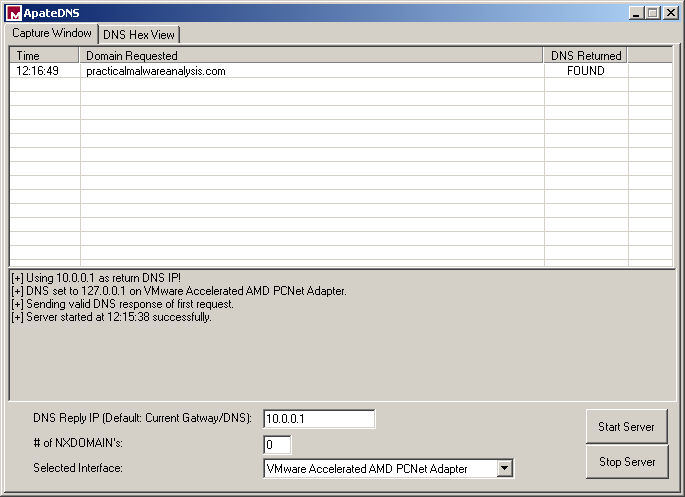 ApateDNS
Capture Window DNS Hex View
Time Domain Requested DNS Returned
12:16:49 practicalmalwareanalysis.com FOUND
[+] Using 10.0.0.1 as return DNS IP!
[+] DNS set to 127.0.0.1 on VMware Accelerated AMD PCNet Adapter.
[+] Sending valid DNS response of first request.
[+] Server started at 12:15:38 successfully.
DNS Reply IP (Default: Current Gatway/DNS): 10.0.0.1
Start Server
# of NXDOMAIN's: 0
Stop Server
Selected Interface: VMware Accelerated AMD PCNet Adapter